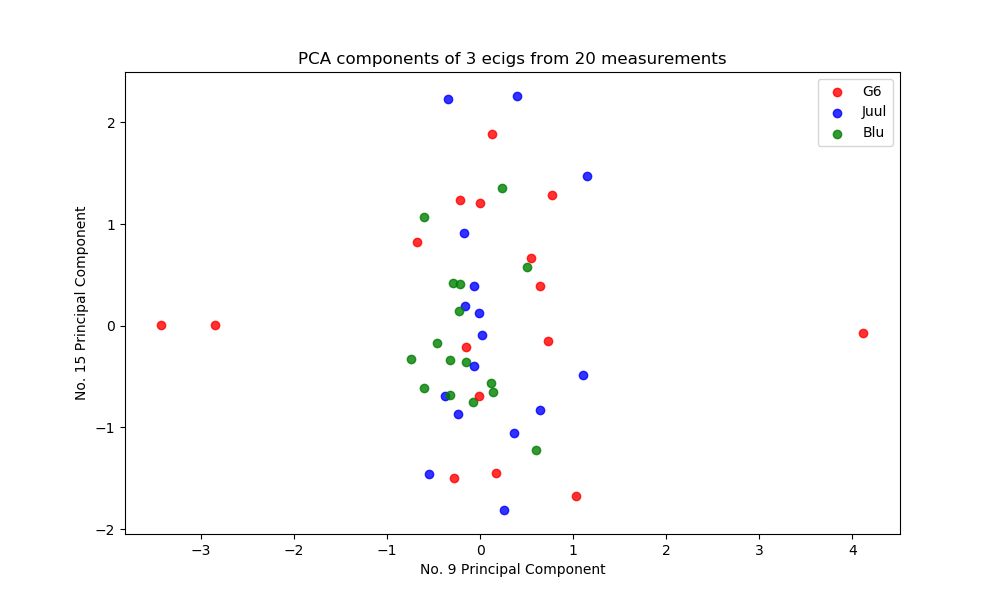 PCA components of 3 ecigs from 20 measurements
G6
Juul
Blu
2
1
0
−1
−2
No. 15 Principal Component
−3
−2
−1
0
1
2
3
4
No. 9 Principal Component